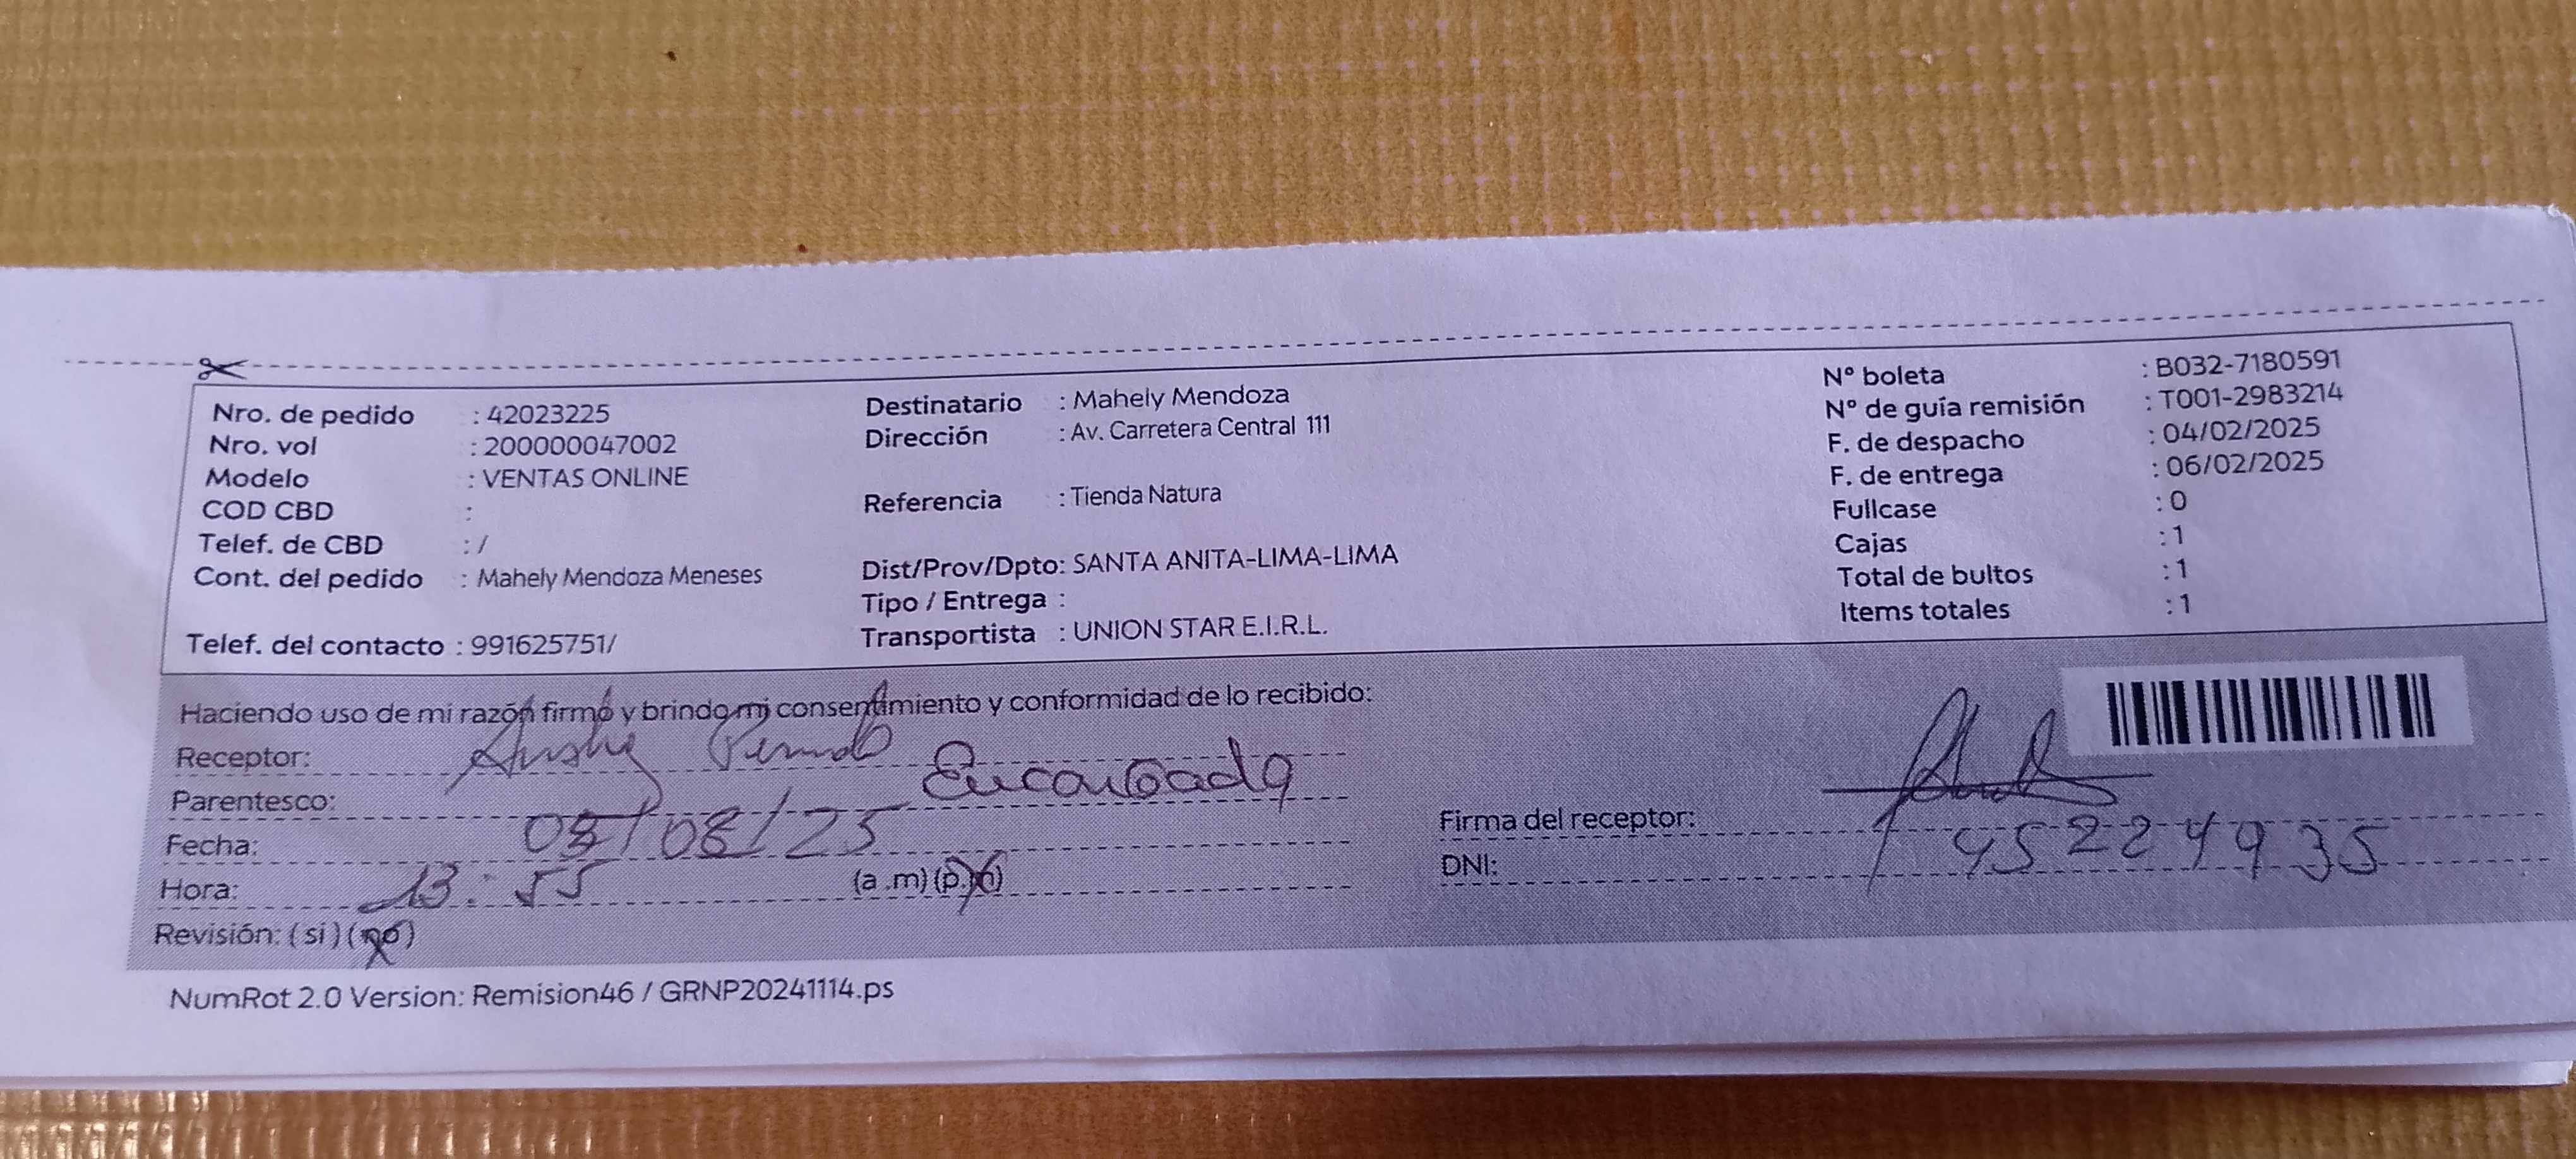 Nro. de pedido : 42023225
Nro. vol : 200000047002
Modelo : VENTAS ONLINE
COD CBD :
Telef. de CBD : /
Cont. del pedido : Mahely Mendoza Meneses
Telef. del contacto : 991625751/
Destinatario : Mahely Mendoza
Dirección : Av. Carretera Central 111
Referencia : Tienda Natura
Dist/Prov/Dpto: SANTA ANITA-LIMA-LIMA
Tipo / Entrega :
Transportista : UNION STAR E.I.R.L.
Nº boleta : B032-7180591
Nº de guía remisión : T001-2983214
F. de despacho : 04/02/2025
F. de entrega : 06/02/2025
Fullcase : 0
Cajas : 1
Total de bultos : 1
Items totales : 1
Haciendo uso de mi razón firmo y brindo mi consentimiento y conformidad de lo recibido:
Receptor:
Parentesco: Encargada
Fecha: /25
Hora: 13:55 (a .m) (p.m)
Revisión: ( si ) ( no )
Firma del receptor:
DNI: 45224935
NumRot 2.0 Version: Remision46 / GRNP20241114.ps